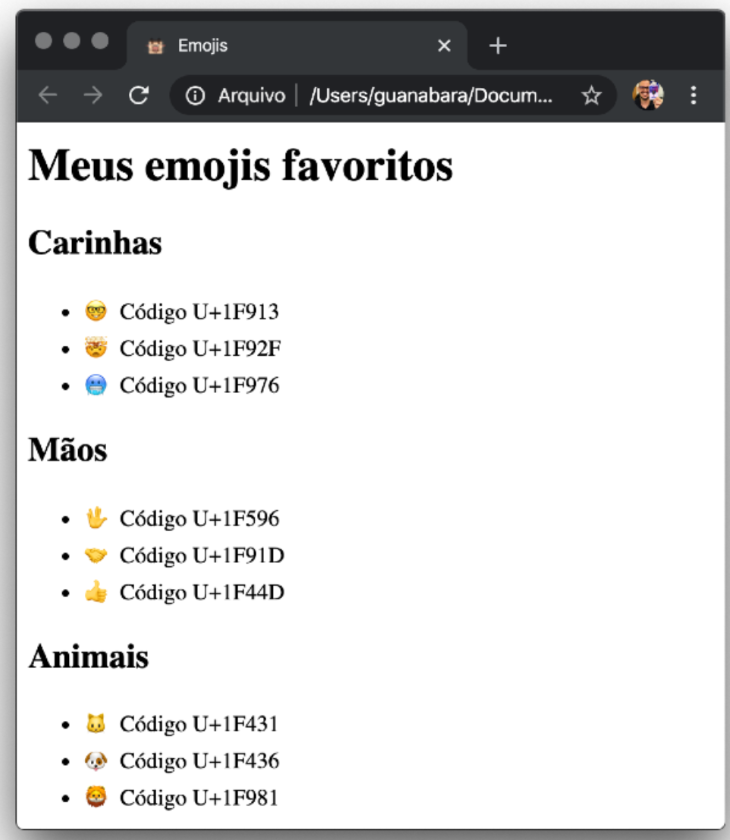 Emojis
Arquivo | /Users/guanabara/Docum...
Meus emojis favoritos
Carinhas
• 🤓 Código U+1F913
• 🤯 Código U+1F92F
• 🥶 Código U+1F976
Mãos
• 🖖 Código U+1F596
• 🤝 Código U+1F91D
• 👍 Código U+1F44D
Animais
• 🐱 Código U+1F431
• 🐶 Código U+1F436
• 🦁 Código U+1F981